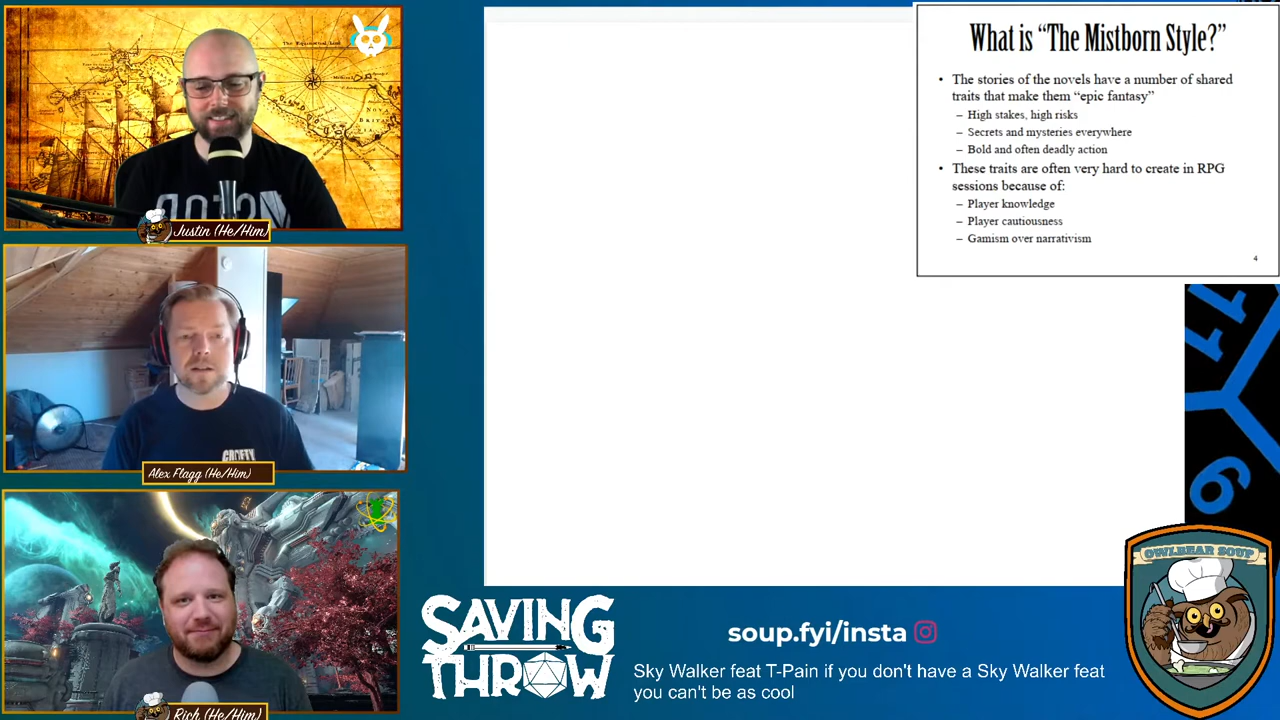 Justin (He/Him)
Alex Flagg (He/Him)
Rich (He/Him)
What is “The Mistborn Style?”
• The stories of the novels have a number of shared
traits that make them “epic fantasy”
– High stakes, high risks
– Secrets and mysteries everywhere
– Bold and often deadly action
• These traits are often very hard to create in RPG
sessions because of:
– Player knowledge
– Player cautiousness
– Gamism over narrativism
4
11
9
OWLBEAR SOUP
SAVING
THROW
soup.fyi/insta
Sky Walker feat T-Pain if you don't have a Sky Walker feat
you can't be as cool